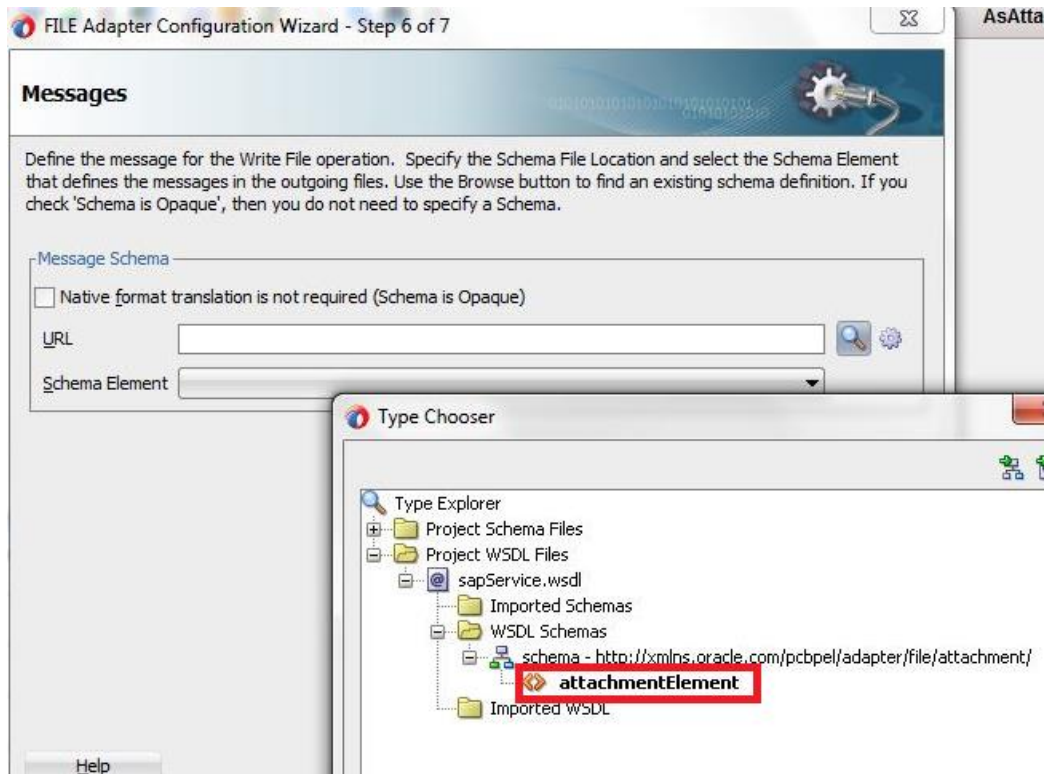 FILE Adapter Configuration Wizard - Step 6 of 7
AsAtta
Messages
Define the message for the Write File operation. Specify the Schema File Location and select the Schema Element
that defines the messages in the outgoing files. Use the Browse button to find an existing schema definition. If you
check 'Schema is Opaque', then you do not need to specify a Schema.
Message Schema
Native format translation is not required (Schema is Opaque)
URL
Schema Element
Type Chooser
Type Explorer
Project Schema Files
Project WSDL Files
sapService.wsdl
Imported Schemas
WSDL Schemas
schema - http://xmlns.oracle.com/pcbpel/adapter/file/attachment/
attachmentElement
Imported WSDL
Help